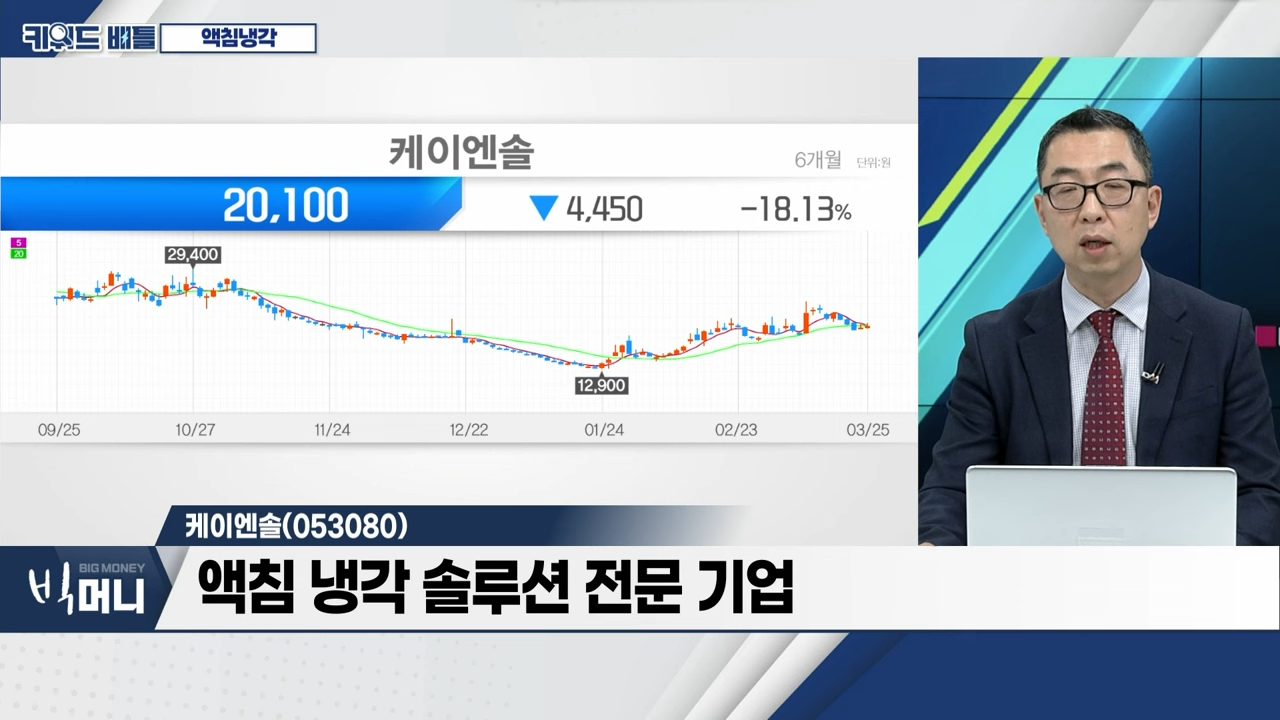 키워드 배틀 액침냉각
케이엔솔
6개월 단위:원
20,100 ▼4,450 -18.13%
5
20
29,400
12,900
09/25 10/27 11/24 12/22 01/24 02/23 03/25
케이엔솔(053080)
BIG MONEY
빅머니
액침 냉각 솔루션 전문 기업